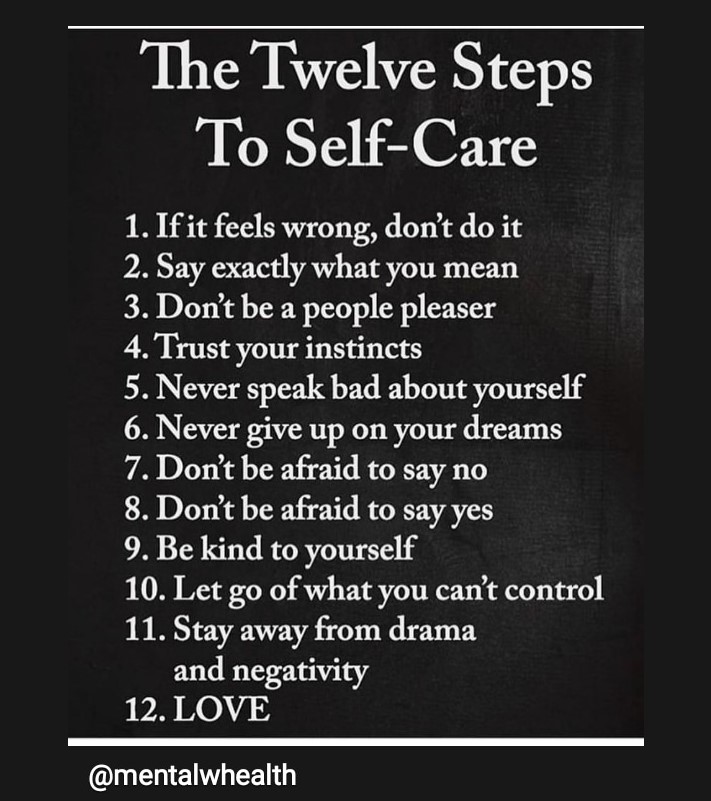 The Twelve Steps
To Self-Care
1. If it feels wrong, don't do it
2. Say exactly what you mean
3. Don't be a people pleaser
4. Trust your instincts
5. Never speak bad about yourself
6. Never give up on your dreams
7. Don't be afraid to say no
8. Don't be afraid to say yes
9. Be kind to yourself
10. Let go of what you can't control
11. Stay away from drama
and negativity
12. LOVE
@mentalwhealth